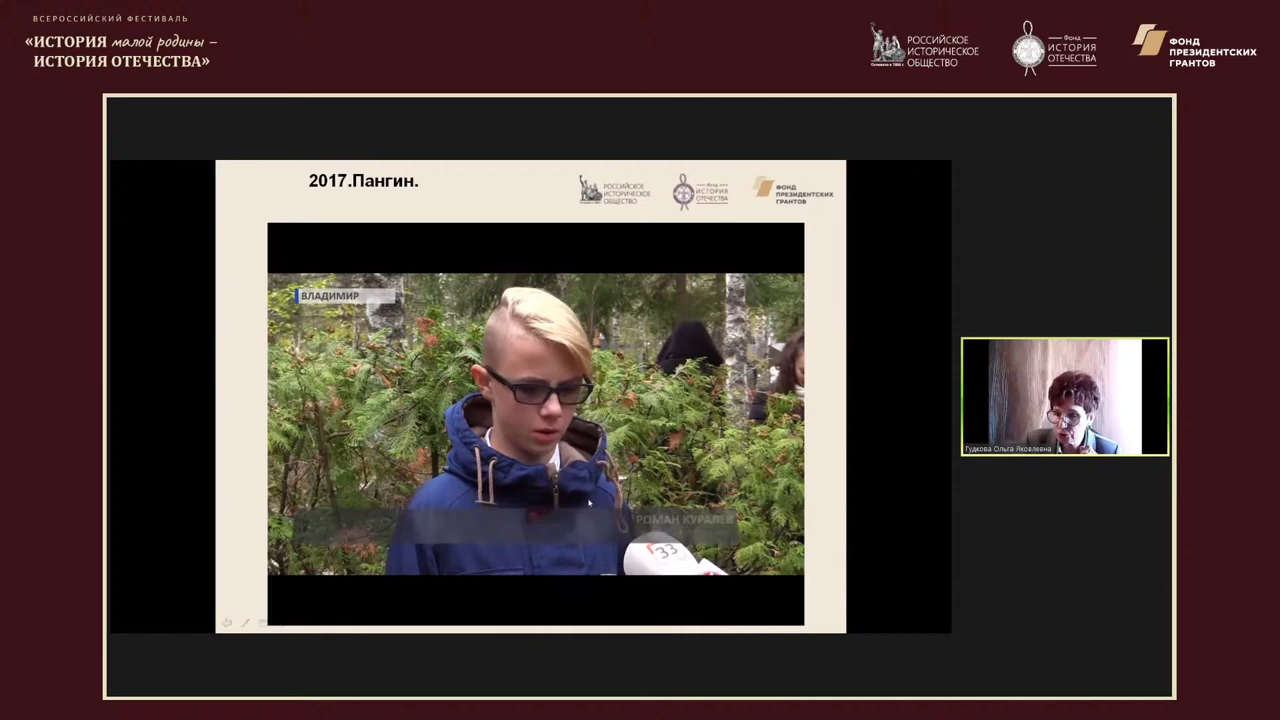 ВСЕРОССИЙСКИЙ ФЕСТИВАЛЬ
«ИСТОРИЯ малой родины –
ИСТОРИЯ ОТЕЧЕСТВА»
РОССИЙСКОЕ
ИСТОРИЧЕСКОЕ
ОБЩЕСТВО
Фонд
ИСТОРИЯ
ОТЕЧЕСТВА
ФОНД
ПРЕЗИДЕНТСКИХ
ГРАНТОВ
2017.Пангин.
РОССИЙСКОЕ
ИСТОРИЧЕСКОЕ
ОБЩЕСТВО
Фонд
ИСТОРИЯ
ОТЕЧЕСТВА
ФОНД
ПРЕЗИДЕНТСКИХ
ГРАНТОВ
ВЛАДИМИР
РОМАН КУРАЛЕВ
33
Гудкова Ольга Яковлевна